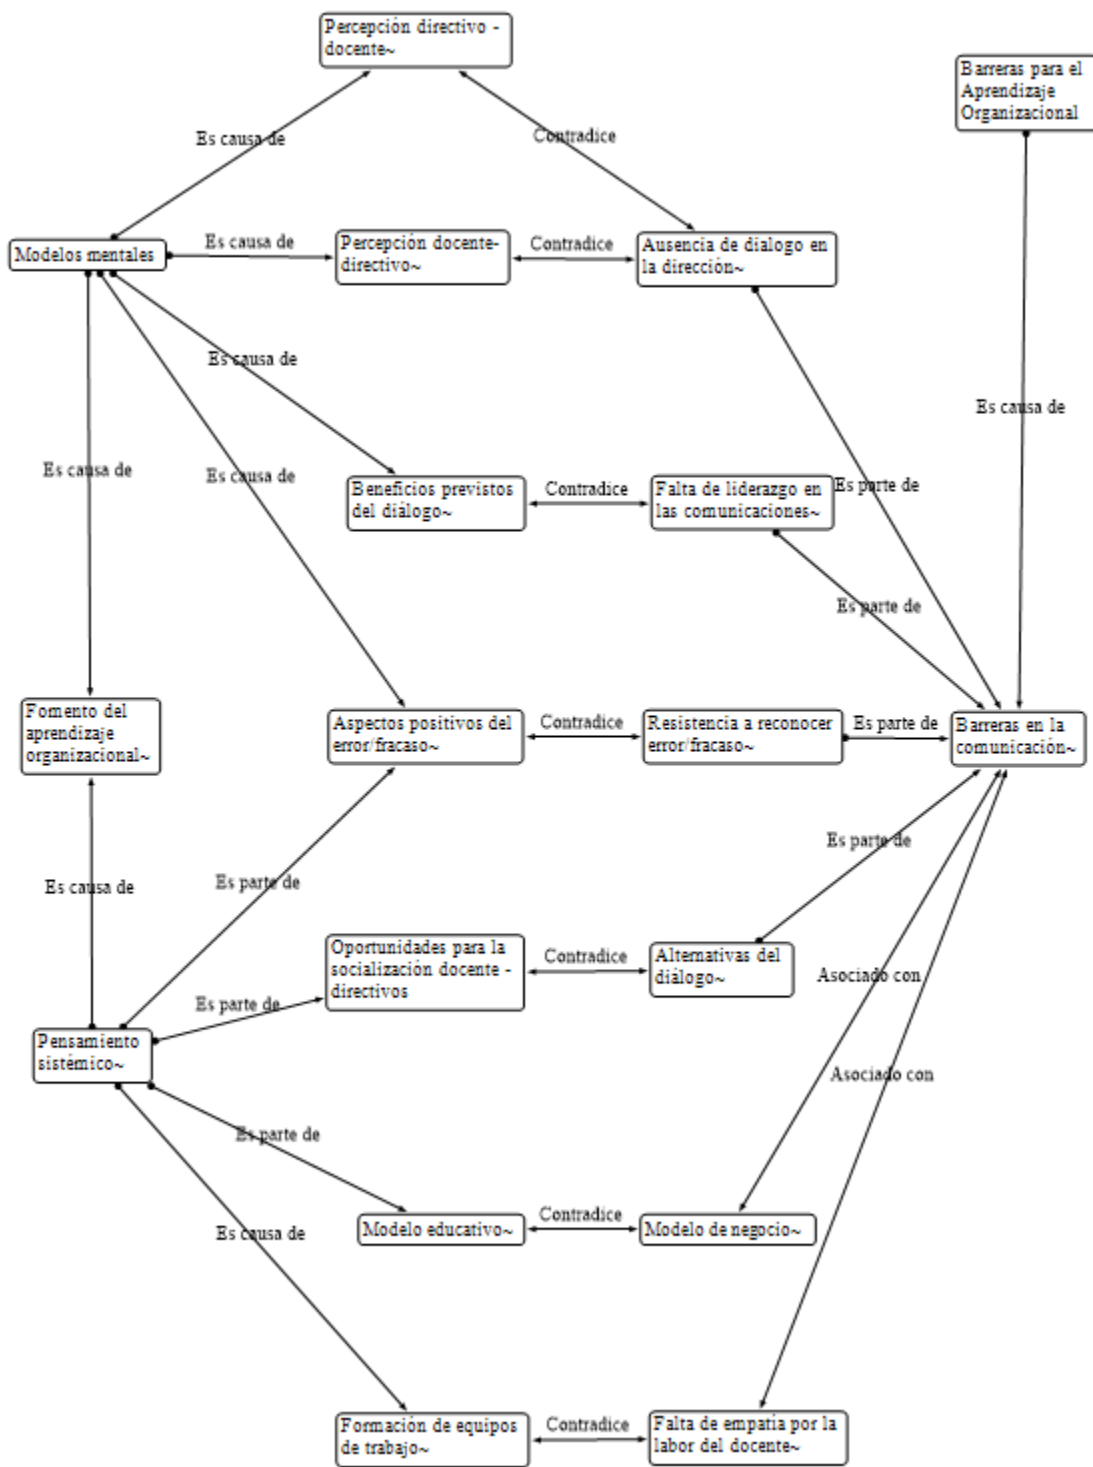 Percepción directivo -
docente~
Barreras para el
Aprendizaje
Organizacional
Es causa de
Contradice
Modelos mentales
Es causa de
Percepción docente-
directivo~
Contradice
Ausencia de dialogo en
la dirección~
Es causa de
Es causa de
Es causa de
Es causa de
Beneficios previstos
del diálogo~
Contradice
Falta de liderazgo en
las comunicaciones~
Es parte de
Es parte de
Fomento del
aprendizaje
organizacional~
Aspectos positivos del
error/fracaso~
Contradice
Resistencia a reconocer
error/fracaso~
Es parte de
Barreras en la
comunicación~
Es parte de
Es causa de
Es parte de
Oportunidades para la
socialización docente -
directivos
Contradice
Alternativas del
diálogo~
Asociado con
Es parte de
Pensamiento
sistémico~
Asociado con
Es parte de
Modelo educativo~
Contradice
Modelo de negocio~
Es causa de
Formación de equipos
de trabajo~
Contradice
Falta de empatía por la
labor del docente~